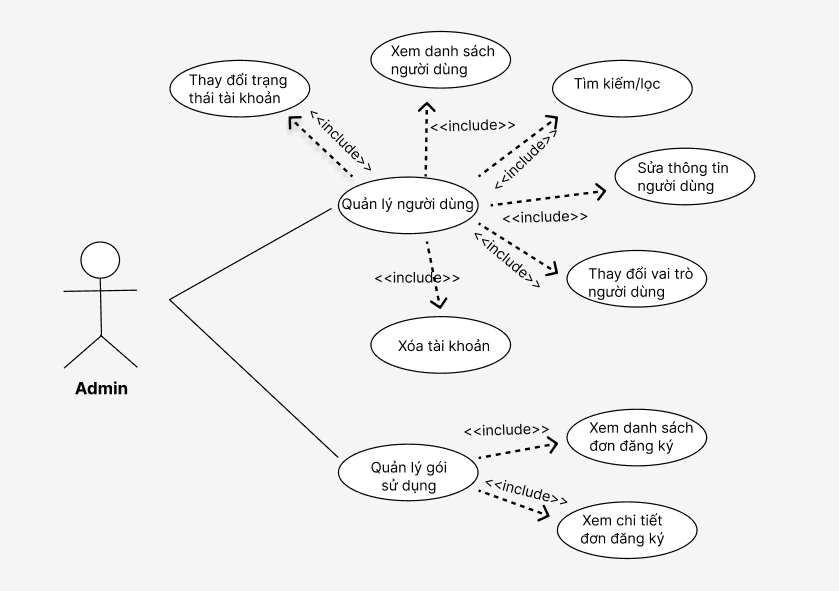 Xem danh sách
người dùng
Thay đổi trạng
thái tài khoản
Tìm kiếm/lọc
<<include>>
<<include>>
<<include>>
Sửa thông tin
người dùng
Quản lý người dùng
<<include>>
<<include>>
Thay đổi vai trò
người dùng
<<include>>
Xóa tài khoản
Admin
<<include>>
Xem danh sách
đơn đăng ký
Quản lý gói
sử dụng
<<include>>
Xem chi tiết
đơn đăng ký